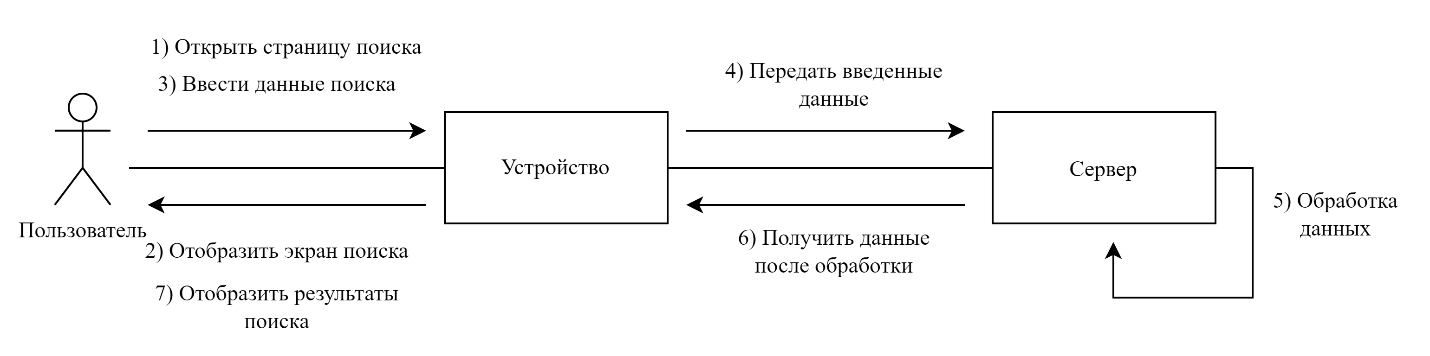 1) Открыть страницу поиска
3) Ввести данные поиска
4) Передать введенные
данные
Устройство
Сервер
5) Обработка
данных
Пользователь
2) Отобразить экран поиска
6) Получить данные
после обработки
7) Отобразить результаты
поиска